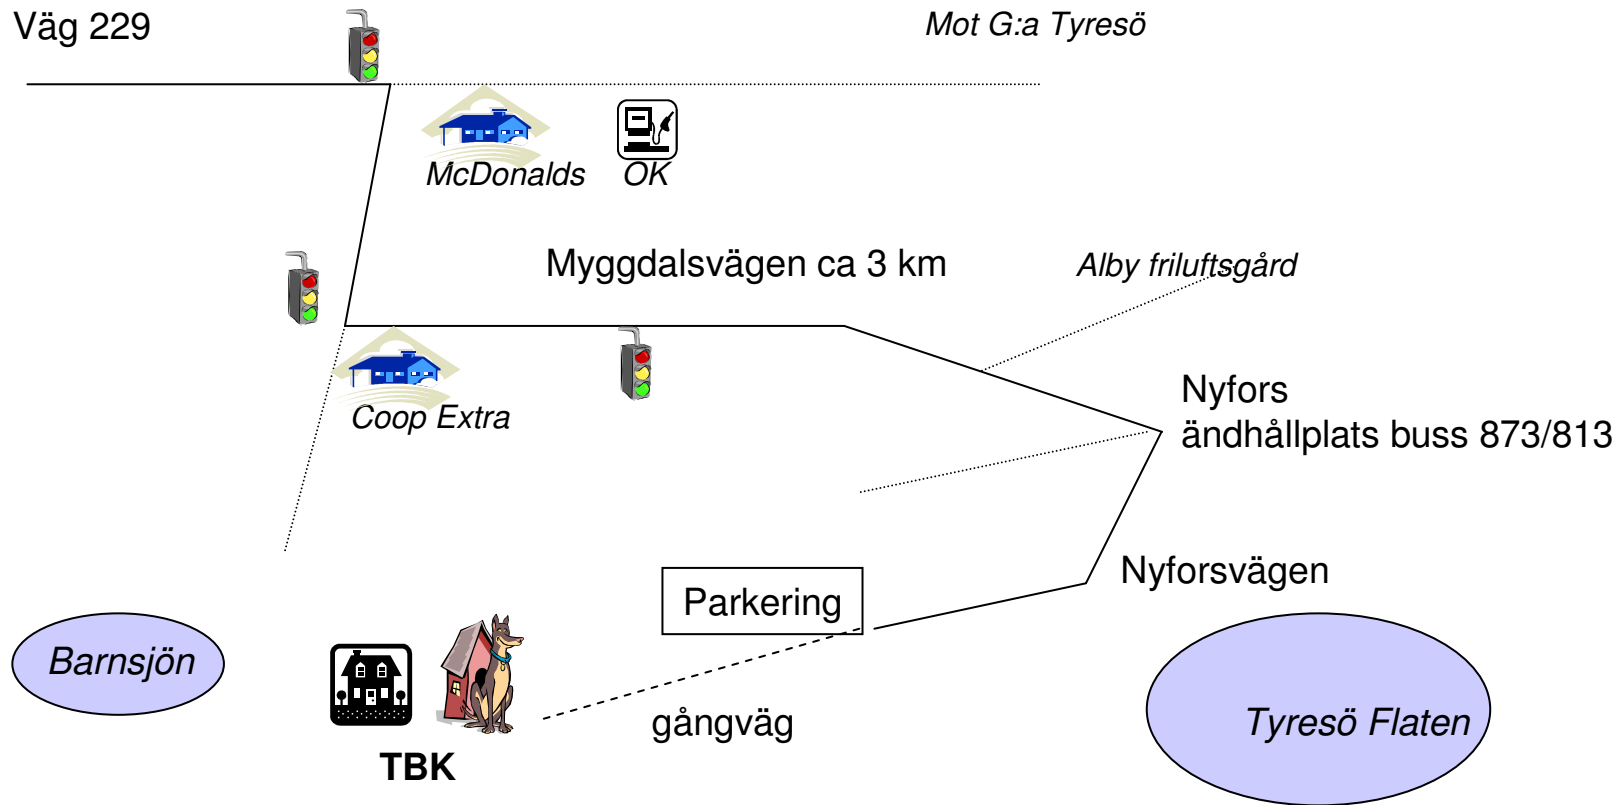 Väg 229
Mot G:a Tyresö
McDonalds
OK
Myggdalsvägen ca 3 km
Alby friluftsgård
Coop Extra
Nyfors
ändhållplats buss 873/813
Nyforsvägen
Parkering
Barnsjön
gångväg
Tyresö Flaten
TBK